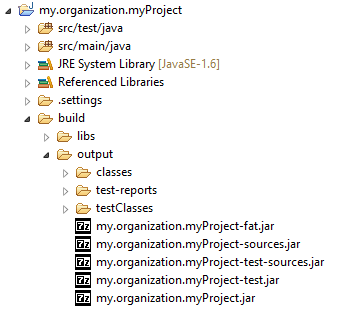 my.organization.myProject
src/test/java
src/main/java
JRE System Library [JavaSE-1.6]
Referenced Libraries
.settings
build
libs
output
classes
test-reports
testClasses
my.organization.myProject-fat.jar
my.organization.myProject-sources.jar
my.organization.myProject-test-sources.jar
my.organization.myProject-test.jar
my.organization.myProject.jar